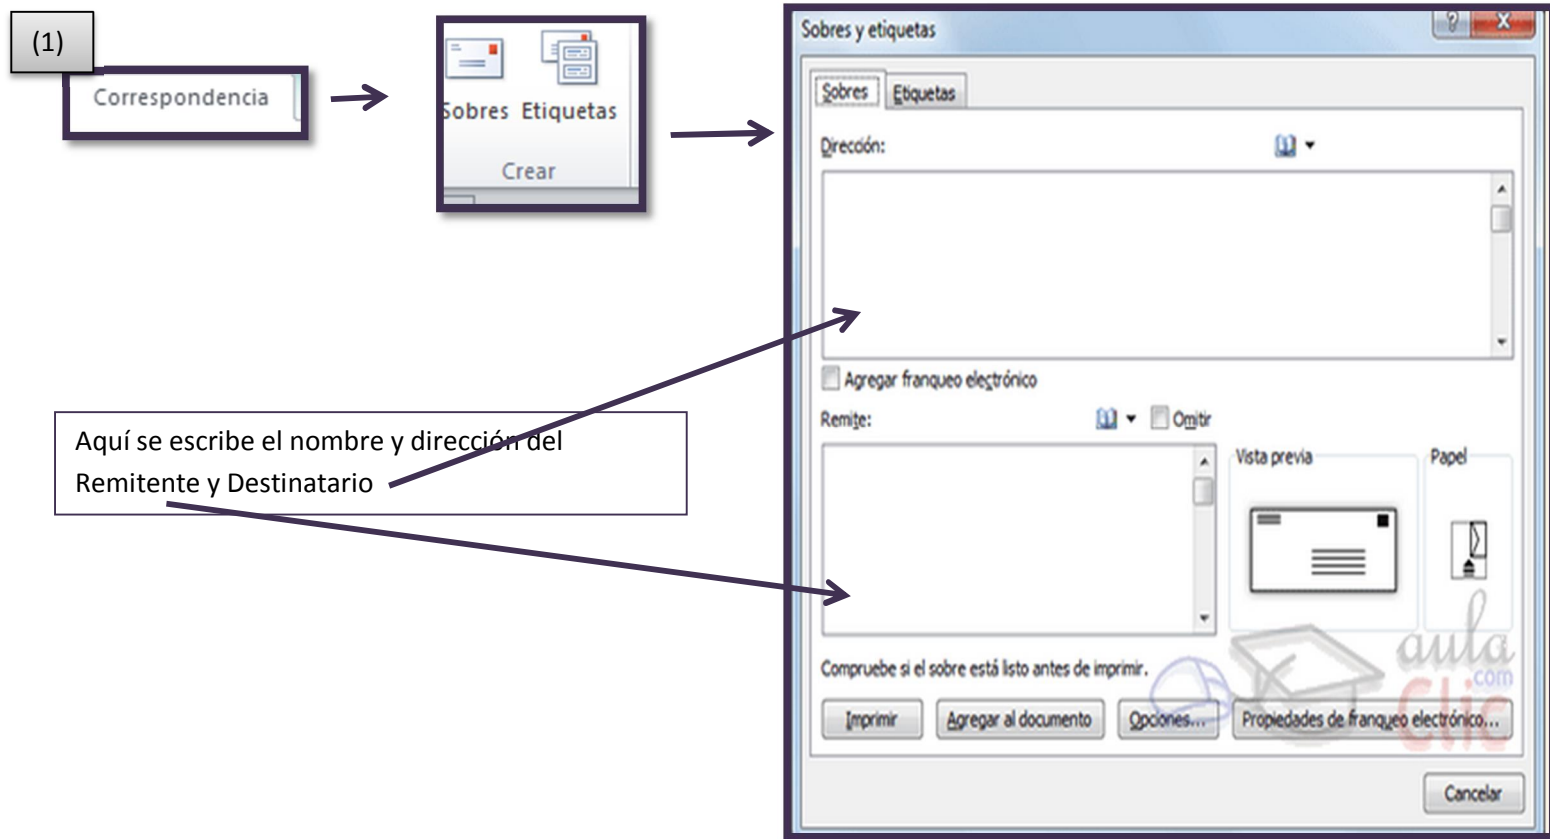 (1)
Correspondencia
Sobres Etiquetas
Crear
Sobres y etiquetas
Sobres Etiquetas
Dirección:
Agregar franqueo electrónico
Remite:
Omitir
Vista previa
Papel
Aquí se escribe el nombre y dirección del
Remitente y Destinatario
Compruebe si el sobre está listo antes de imprimir.
Imprimir
Agregar al documento
Opciones...
Propiedades de franqueo electrónico...
Cancelar
aula
Clic
com